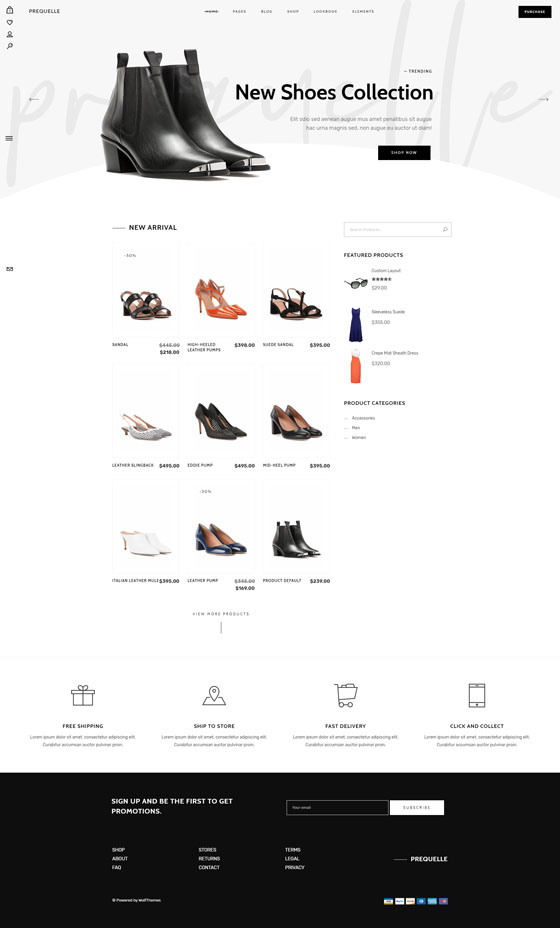 PREQUELLE
HOME
PAGES
BLOG
SHOP
LOOKBOOK
ELEMENTS
PURCHASE
prequelle
— TRENDING
New Shoes Collection
Elit odio sed aenean augue mus amet penatibus sit augue
hac urna magnis sed, non augue eu auctor ut diam!
SHOP NOW
NEW ARRIVAL
-50%
SANDAL
$445.00
$218.00
HIGH-HEELED
LEATHER PUMPS
$398.00
SUEDE SANDAL
$395.00
LEATHER SLINGBACK
$495.00
EDDIE PUMP
$495.00
MID-HEEL PUMP
$395.00
-30%
ITALIAN LEATHER MULE
$395.00
LEATHER PUMP
$345.00
$169.00
PRODUCT DEFAULT
$239.00
VIEW MORE PRODUCTS
Search Products…
FEATURED PRODUCTS
Custom Layout
$29.00
Sleeveless Suede
$355.00
Crepe Midi Sheath Dress
$320.00
PRODUCT CATEGORIES
Accessories
Men
Women
FREE SHIPPING
Lorem ipsum dolor sit amet, consectetur adipiscing elit.
Curabitur accumsan auctor pulvinar proin.
SHIP TO STORE
Lorem ipsum dolor sit amet, consectetur adipiscing elit.
Curabitur accumsan auctor pulvinar proin.
FAST DELIVERY
Lorem ipsum dolor sit amet, consectetur adipiscing elit.
Curabitur accumsan auctor pulvinar proin.
CLICK AND COLLECT
Lorem ipsum dolor sit amet, consectetur adipiscing elit.
Curabitur accumsan auctor pulvinar proin.
SIGN UP AND BE THE FIRST TO GET
PROMOTIONS.
Your email
SUBSCRIBE
SHOP
ABOUT
FAQ
STORES
RETURNS
CONTACT
TERMS
LEGAL
PRIVACY
PREQUELLE
© Powered by WolfThemes